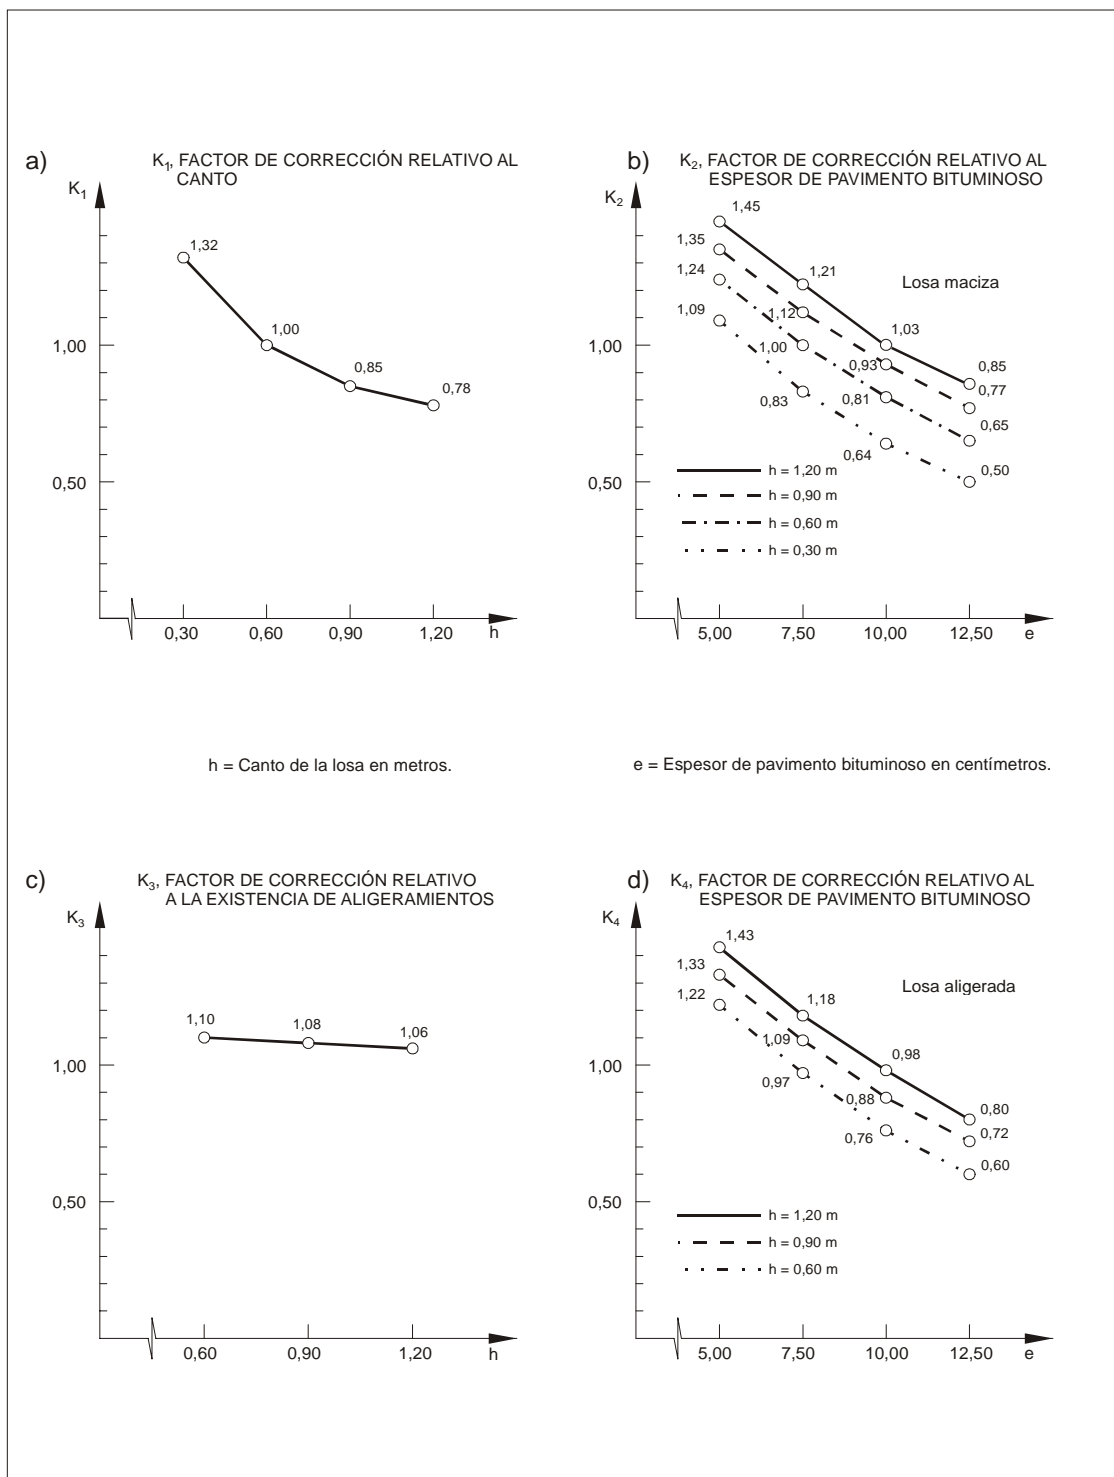 a)
K₁, FACTOR DE CORRECCIÓN RELATIVO AL
CANTO
K₁
1,32
1,00
0,85
0,78
1,00
0,50
0,30 0,60 0,90 1,20 h
b)
K₂, FACTOR DE CORRECCIÓN RELATIVO AL
ESPESOR DE PAVIMENTO BITUMINOSO
K₂
1,45
1,35
1,21
1,24
Losa maciza
1,09
1,12
1,03
1,00
1,00
0,93
0,85
0,77
0,83
0,81
0,65
0,64
0,50
0,50
h = 1,20 m
h = 0,90 m
h = 0,60 m
h = 0,30 m
5,00 7,50 10,00 12,50 e
h = Canto de la losa en metros.
e = Espesor de pavimento bituminoso en centímetros.
c)
K₃, FACTOR DE CORRECCIÓN RELATIVO
A LA EXISTENCIA DE ALIGERAMIENTOS
K₃
1,10
1,08
1,06
1,00
0,50
0,60 0,90 1,20 h
d)
K₄, FACTOR DE CORRECCIÓN RELATIVO AL
ESPESOR DE PAVIMENTO BITUMINOSO
K₄
1,43
1,33
1,22
1,18
Losa aligerada
1,09
0,98
1,00
0,97
0,88
0,80
0,76
0,72
0,60
0,50
h = 1,20 m
h = 0,90 m
h = 0,60 m
5,00 7,50 10,00 12,50 e